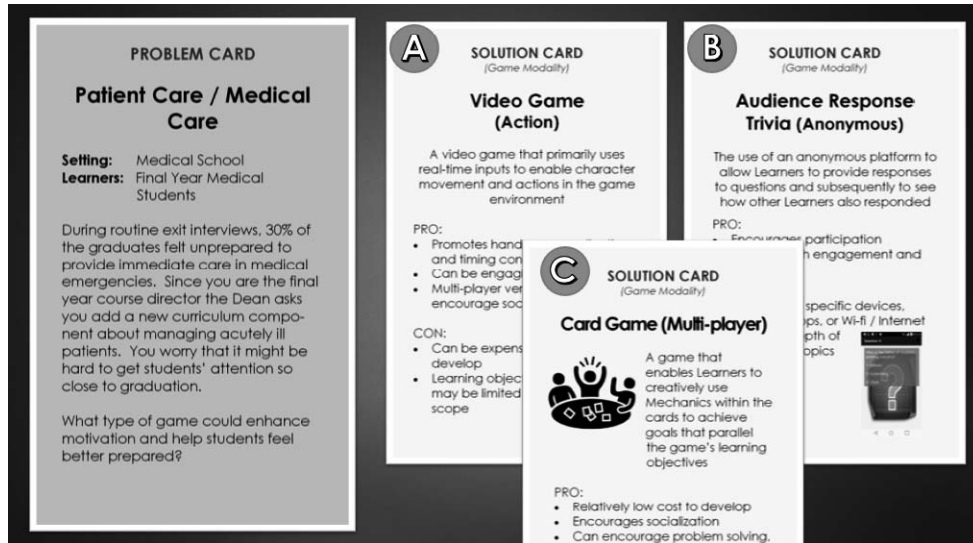 PROBLEM CARD
Patient Care / Medical
Care
Setting: Medical School
Learners: Final Year Medical
Students
During routine exit interviews, 30% of
the graduates felt unprepared to
provide immediate care in medical
emergencies. Since you are the final
year course director the Dean asks
you add a new curriculum compo-
nent about managing acutely ill
patients. You worry that it might be
hard to get students' attention so
close to graduation.
What type of game could enhance
motivation and help students feel
better prepared?
A
SOLUTION CARD
(Game Modality)
Video Game
(Action)
A video game that primarily uses
real-time inputs to enable character
movement and actions in the game
environment
PRO:
• Promotes hand
and timing con
• Can be engag
• Multi-player ver
encourage soc
CON:
• Can be expens
develop
• Learning objec
may be limited
scope
B
SOLUTION CARD
(Game Modality)
Audience Response
Trivia (Anonymous)
The use of an anonymous platform to
allow Learners to provide responses
to questions and subsequently to see
how other Learners also responded
PRO:
• Encourages participation
engagement and
specific devices,
ops, or Wi-fi / Internet
pth of
opics
C
SOLUTION CARD
(Game Modality)
Card Game (Multi-player)
A game that
enables Learners to
creatively use
Mechanics within the
cards to achieve
goals that parallel
the game's learning
objectives
PRO:
• Relatively low cost to develop
• Encourages socialization
• Can encourage problem solving,